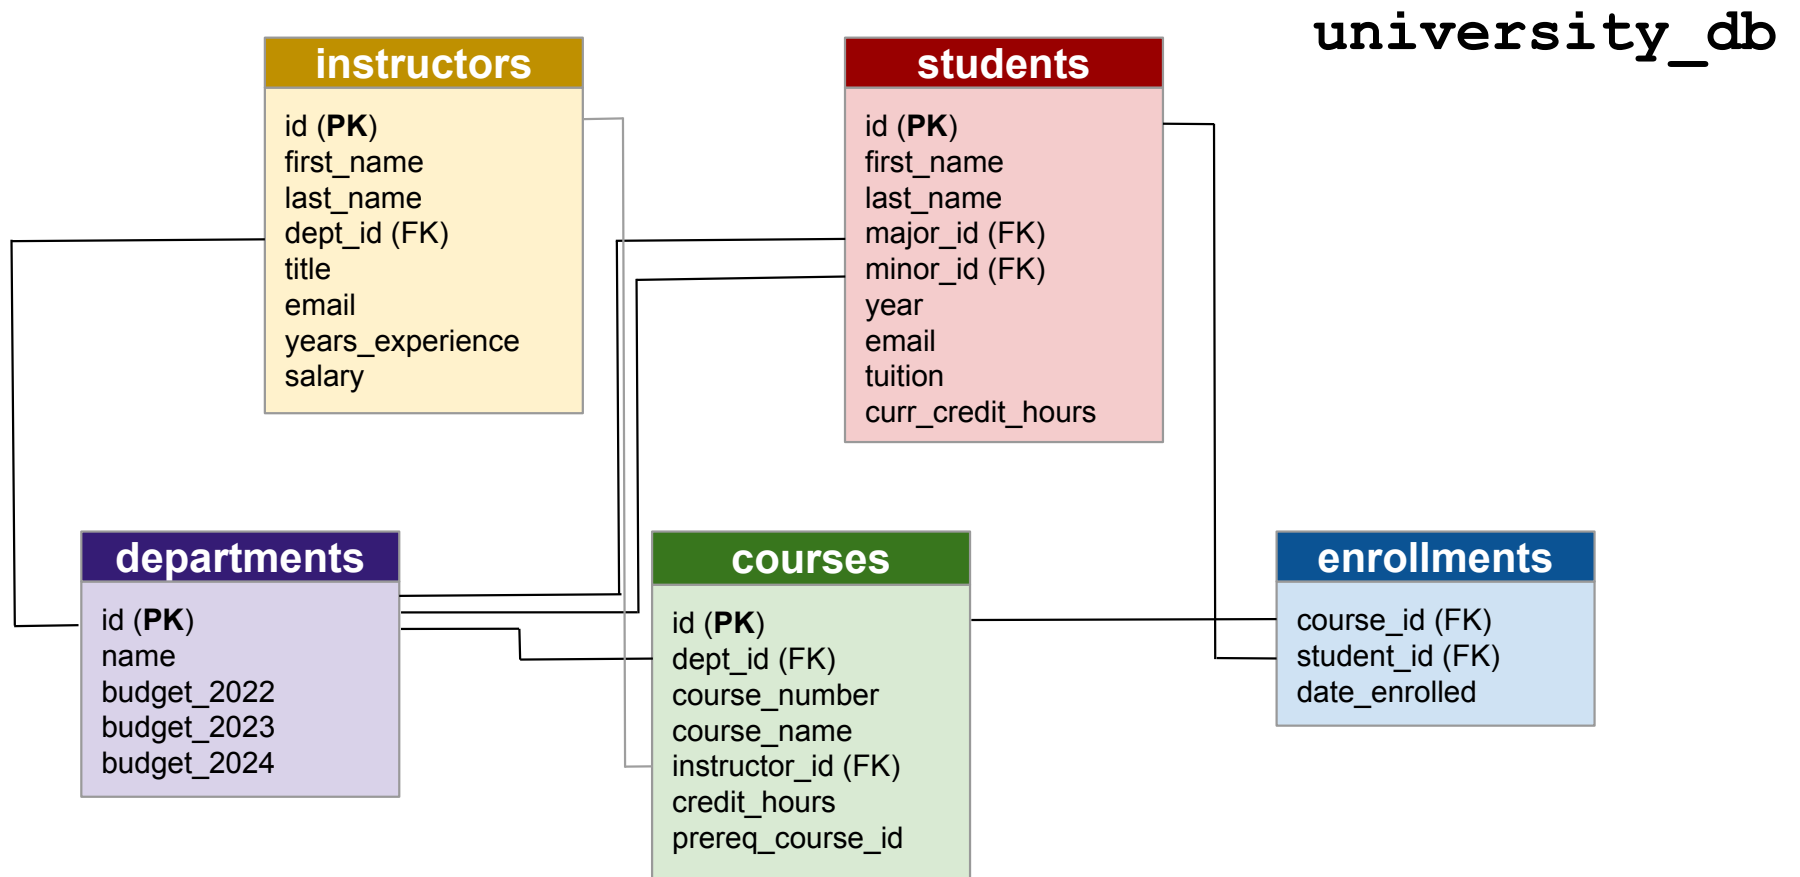 university_db
instructors
id (PK)
first_name
last_name
dept_id (FK)
title
email
years_experience
salary
students
id (PK)
first_name
last_name
major_id (FK)
minor_id (FK)
year
email
tuition
curr_credit_hours
departments
id (PK)
name
budget_2022
budget_2023
budget_2024
courses
id (PK)
dept_id (FK)
course_number
course_name
instructor_id (FK)
credit_hours
prereq_course_id
enrollments
course_id (FK)
student_id (FK)
date_enrolled